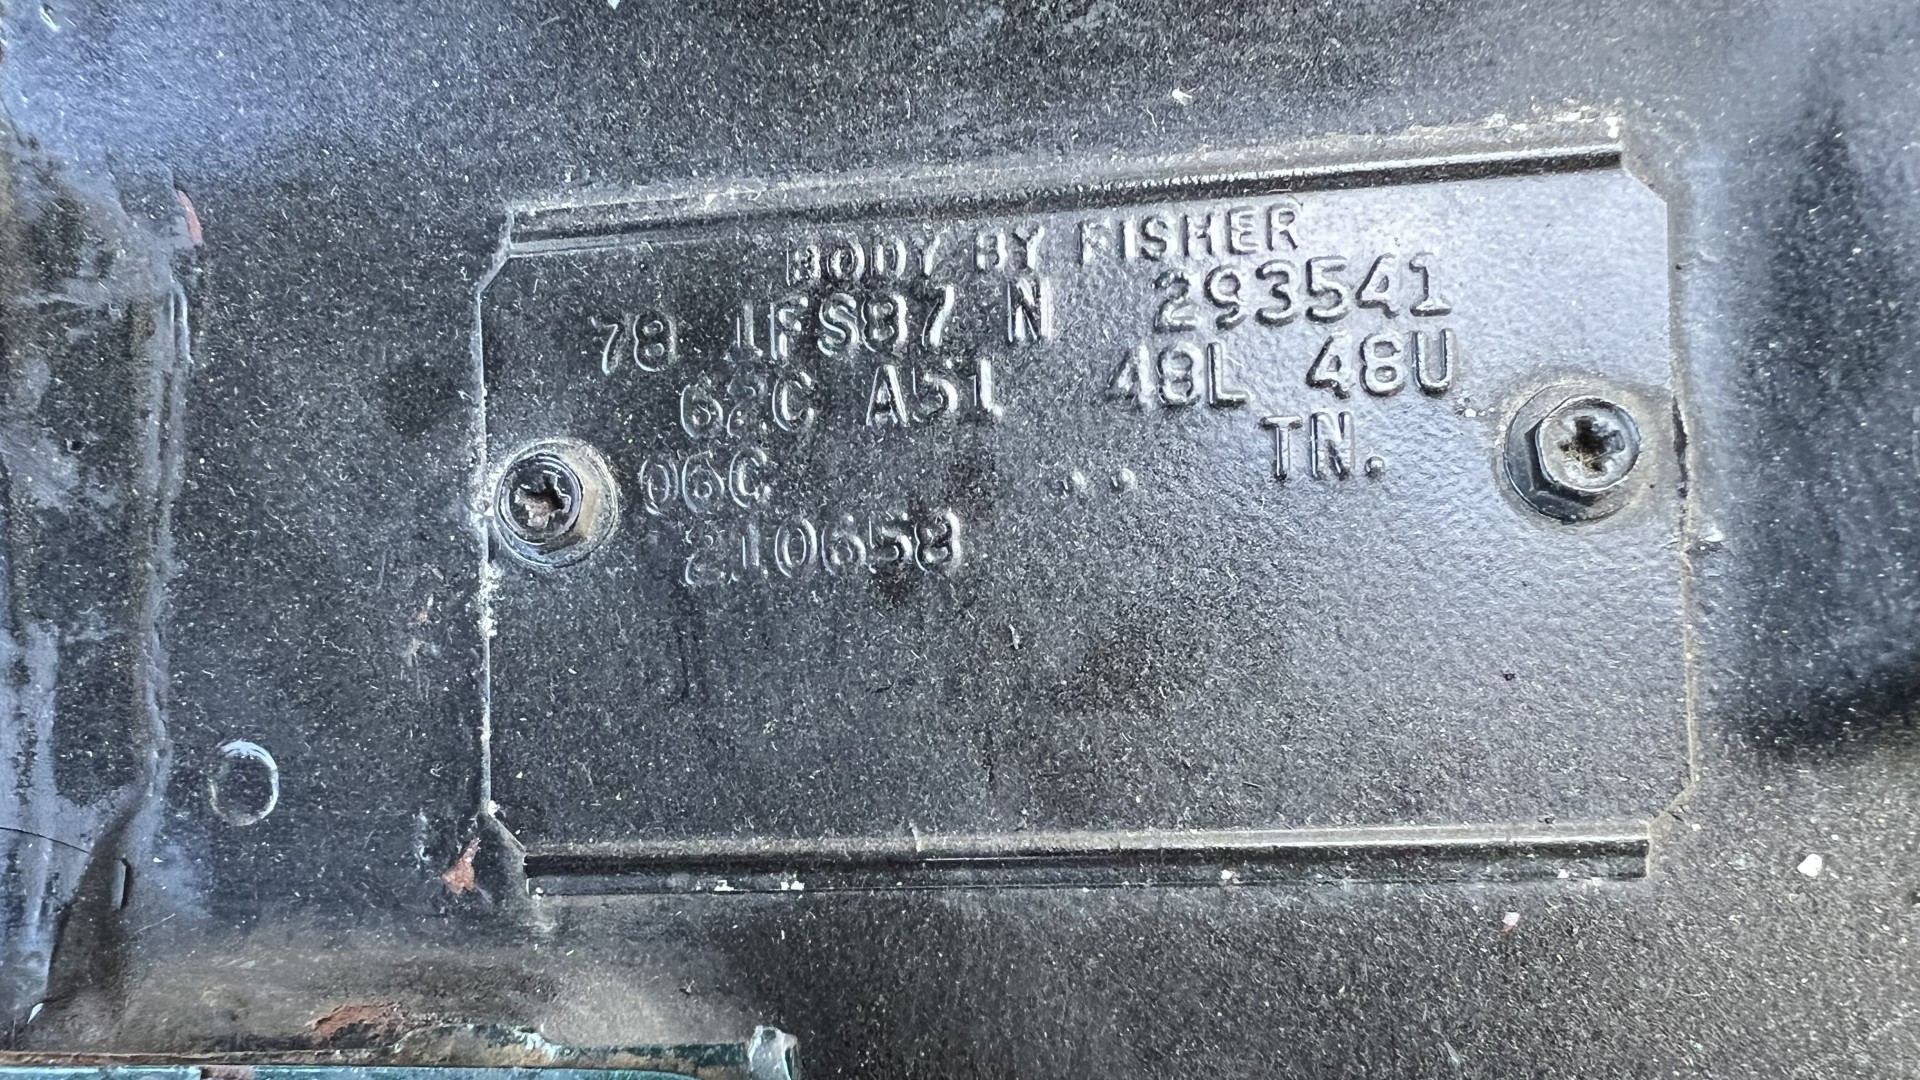 BODY BY FISHER
78 1FS87 N 293541
62C A51 48L 48U
TN.
06C
210658